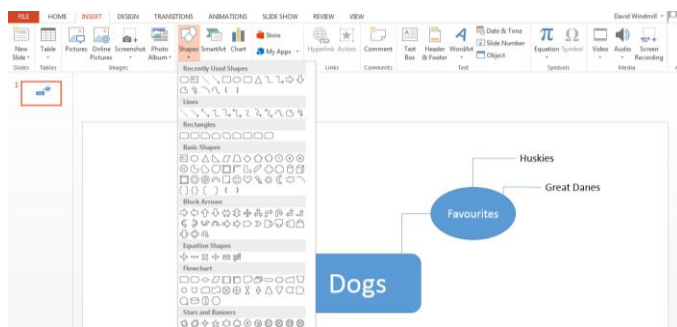 FILE HOME INSERT DESIGN TRANSITIONS ANIMATIONS SLIDE SHOW REVIEW VIEW David Windmill
New Slide
Table
Pictures
Online Pictures
Screenshot
Photo Album
Shapes
SmartArt
Chart
Store
My Apps
Hyperlink
Action
Comment
Text Box
Header & Footer
WordArt
Date & Time
Slide Number
Object
Equation
Symbol
Video
Audio
Screen Recording
Slides Tables Images Links Comments Text Symbols Media
1
Recently Used Shapes
Lines
Rectangles
Basic Shapes
Block Arrows
Equation Shapes
Flowchart
Stars and Banners
Huskies
Great Danes
Favourites
Dogs